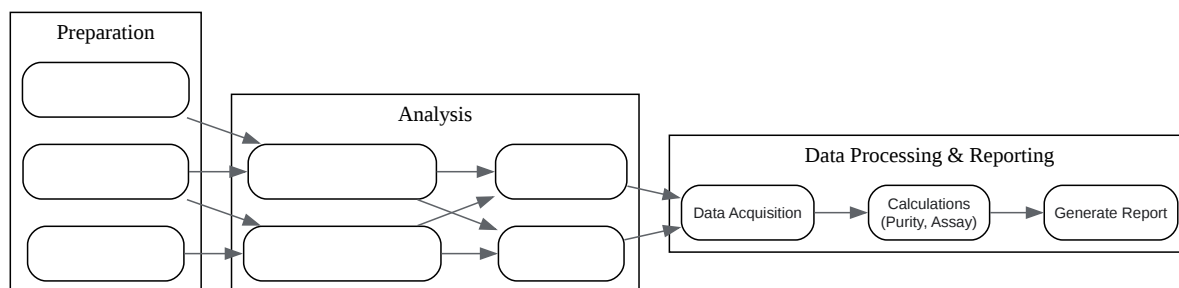 Preparation
Analysis
Data Processing & Reporting
Data Acquisition
Calculations
(Purity, Assay)
Generate Report